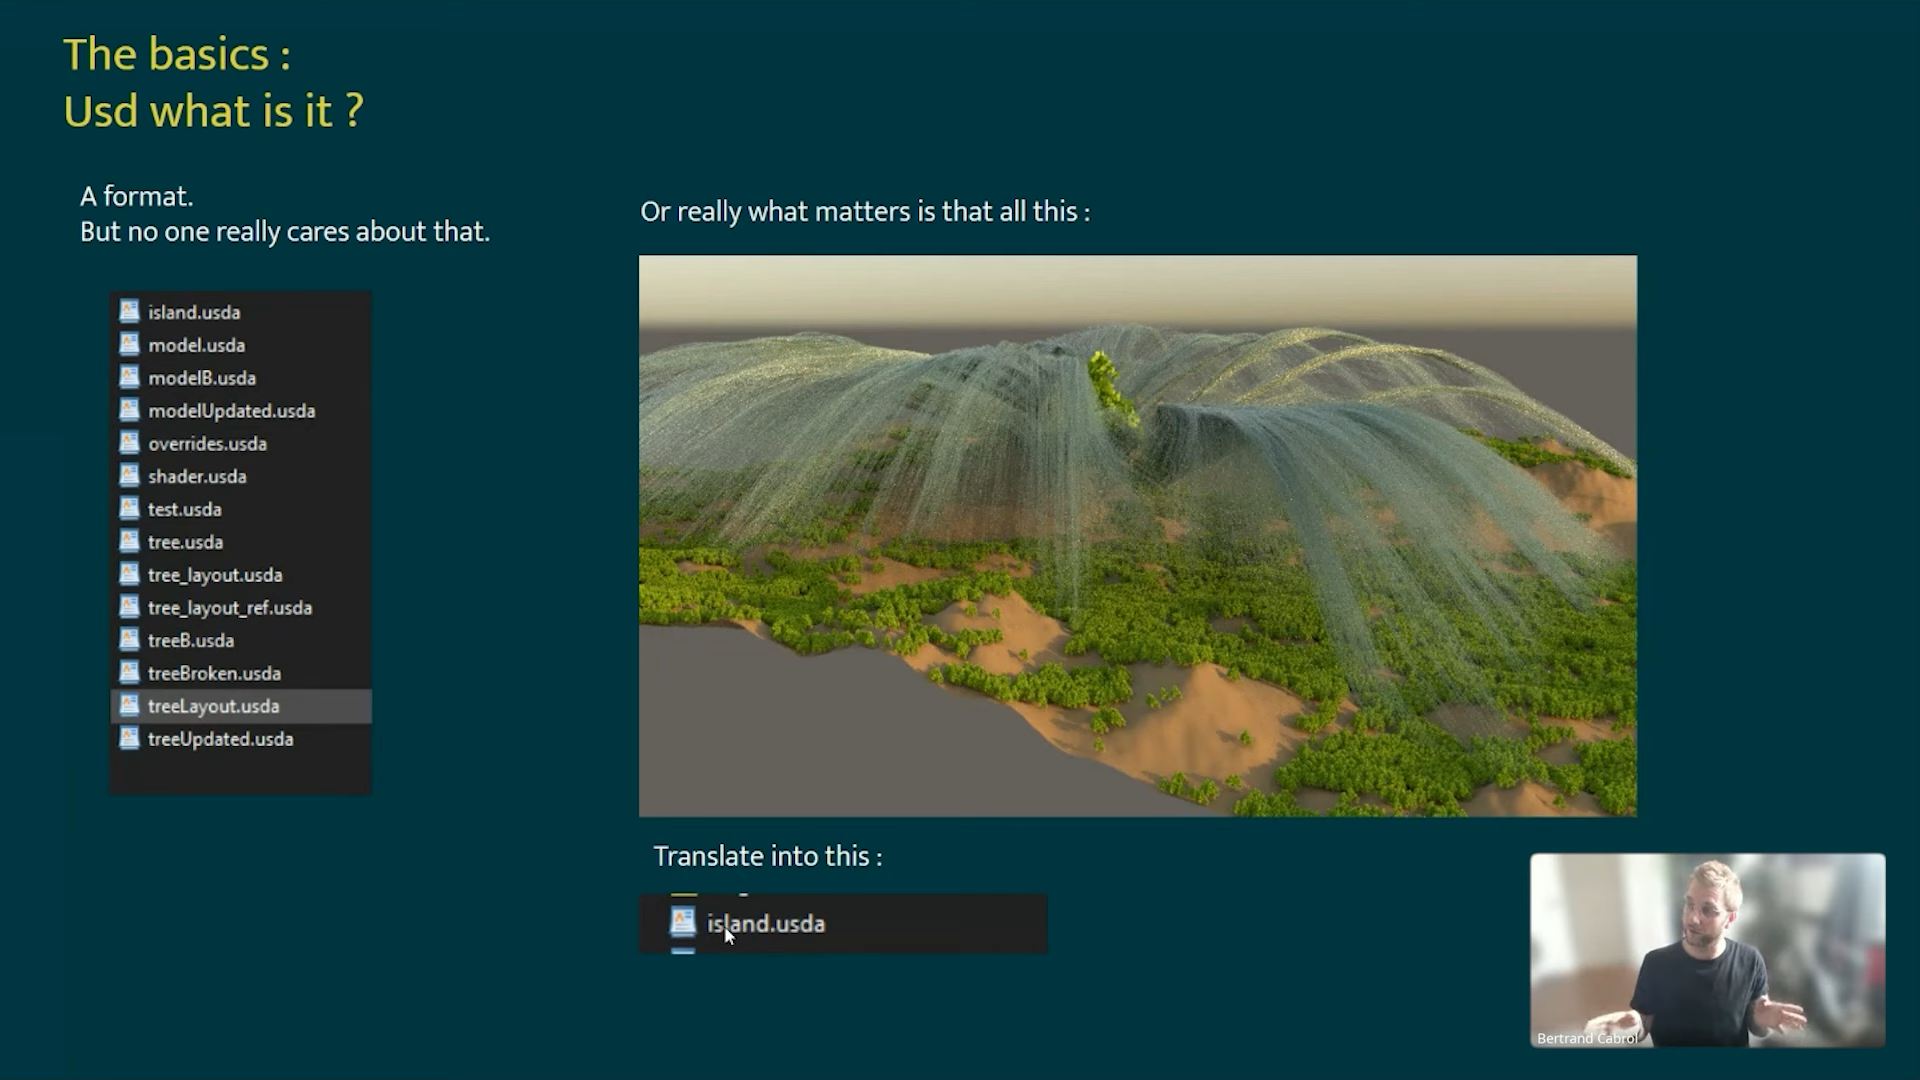 The basics :
Usd what is it ?
A format.
But no one really cares about that.
island.usda
model.usda
modelB.usda
modelUpdated.usda
overrides.usda
shader.usda
test.usda
tree.usda
tree_layout.usda
tree_layout_ref.usda
treeB.usda
treeBroken.usda
treeLayout.usda
treeUpdated.usda
Or really what matters is that all this :
Translate into this :
island.usda
Bertrand Cabrol